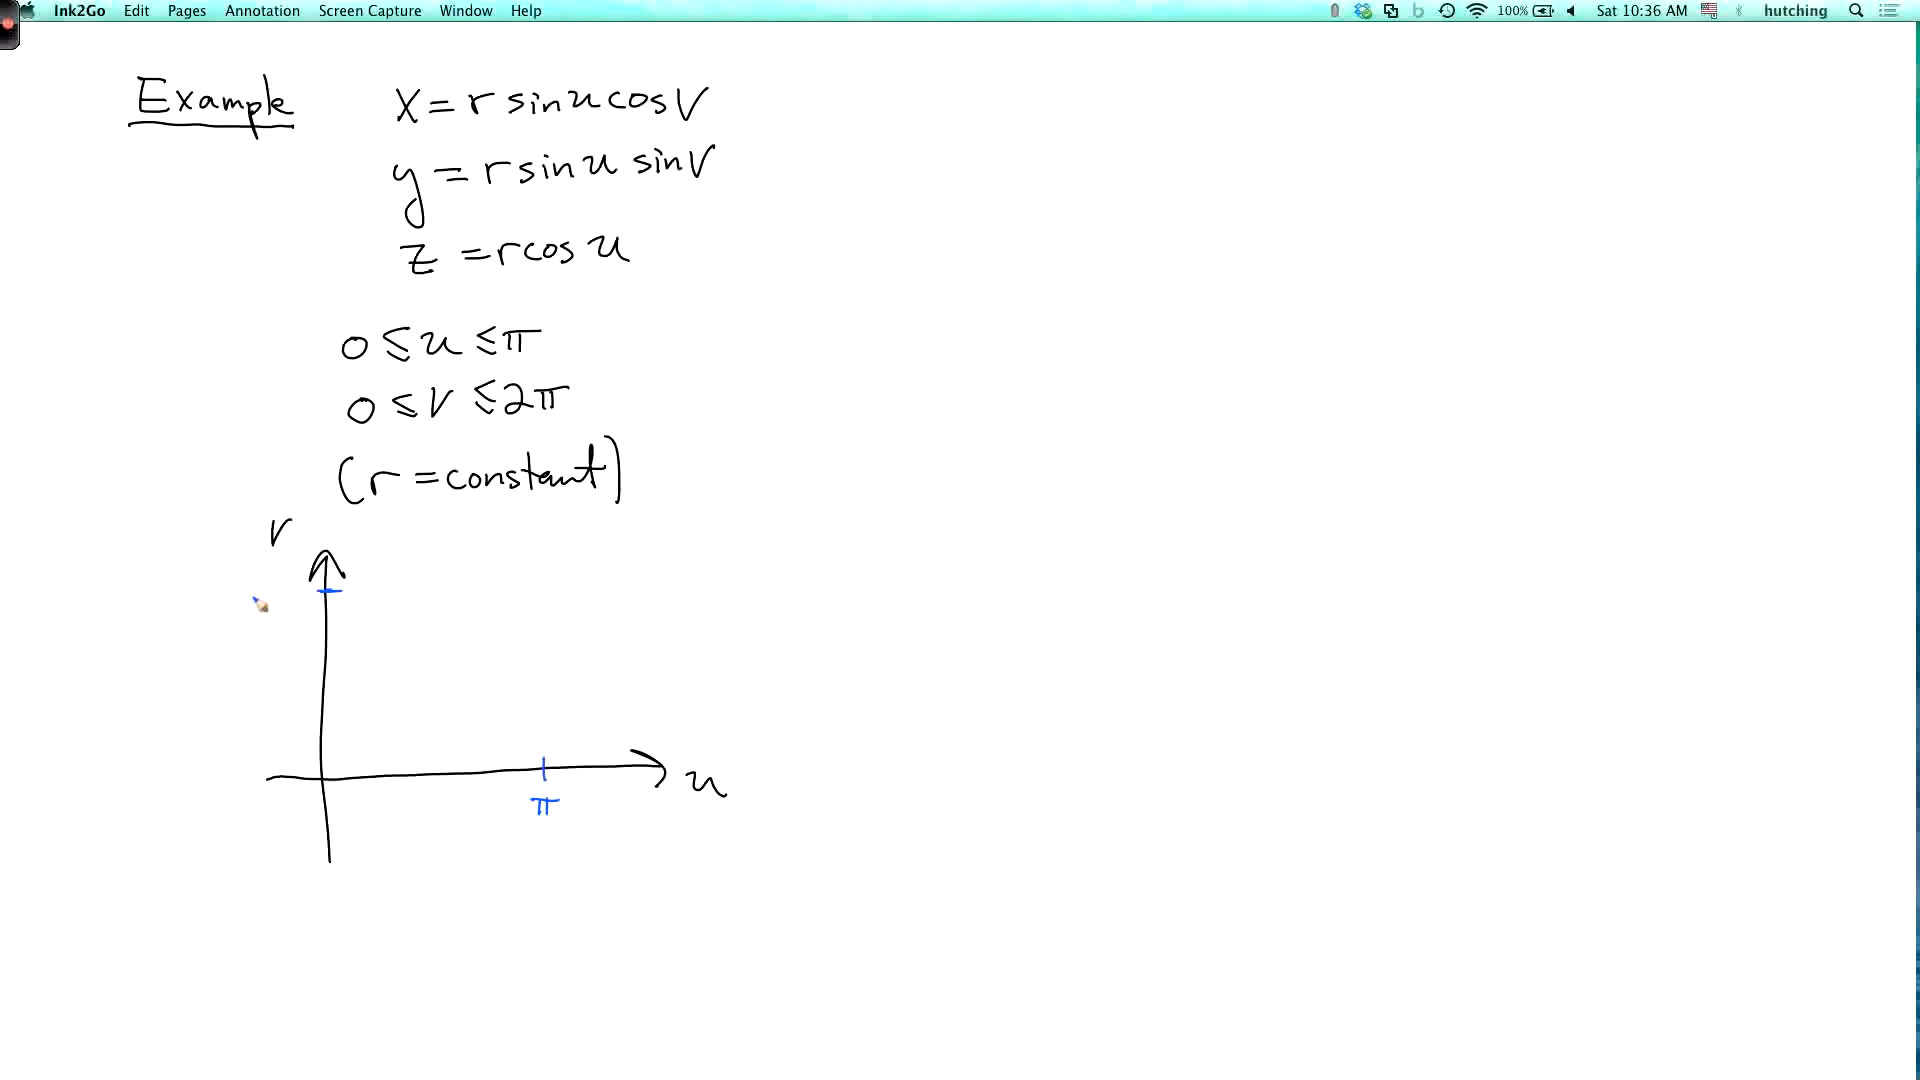 Ink2Go Edit Pages Annotation Screen Capture Window Help 100% Sat 10:36 AM hutching
Example
x = r sin u cos v
y = r sin u sin v
z = r cos u
0 ≤ u ≤ π
0 ≤ v ≤ 2π
(r = constant)
v
u
π